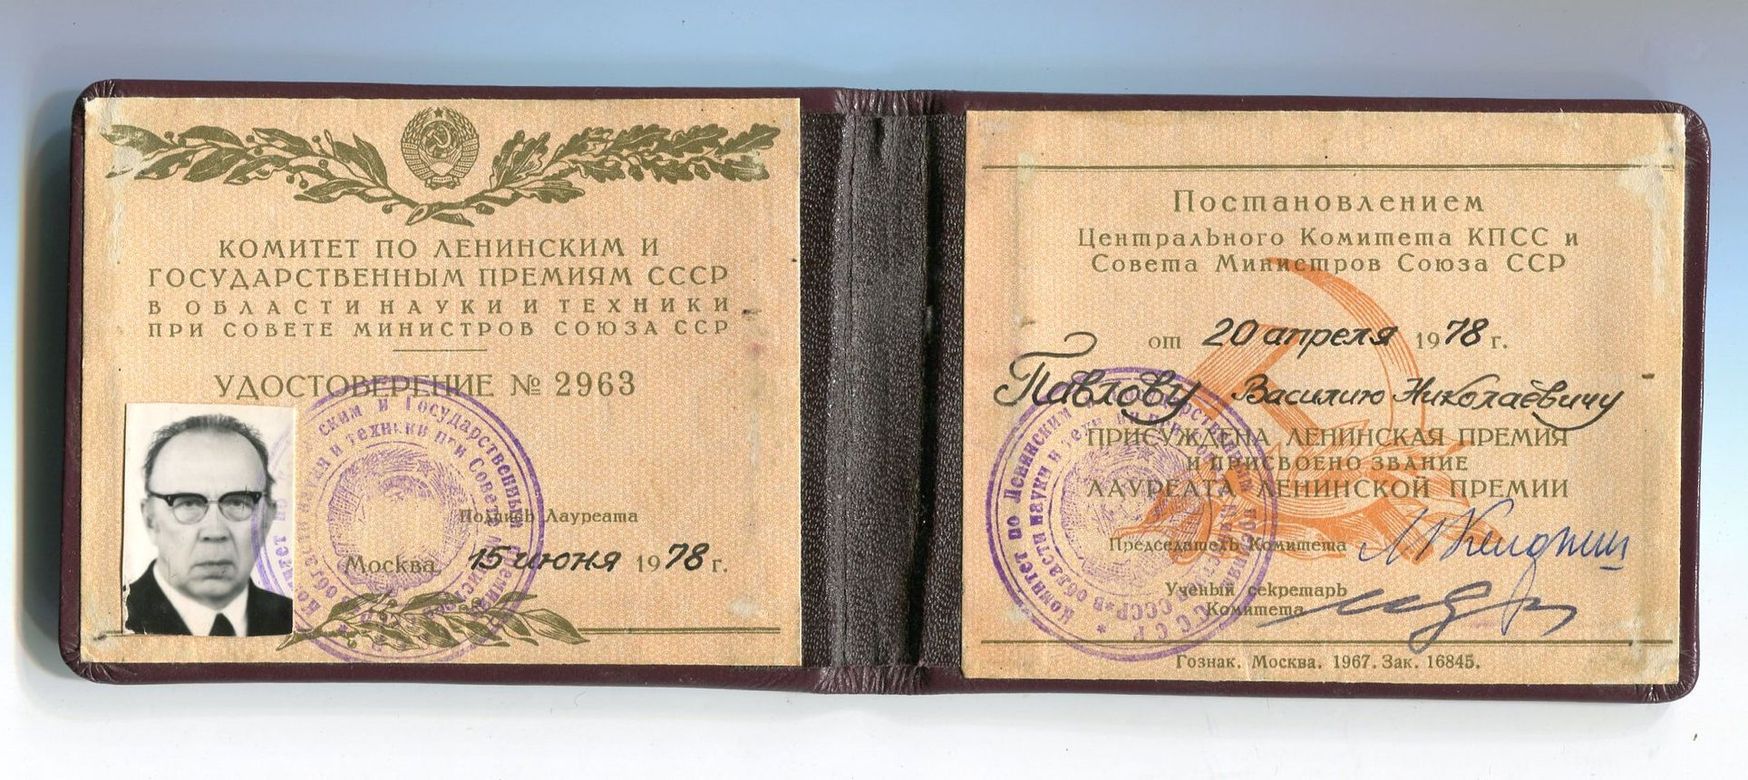 КОМИТЕТ ПО ЛЕНИНСКИМ И
ГОСУДАРСТВЕННЫМ ПРЕМИЯМ СССР
В ОБЛАСТИ НАУКИ И ТЕХНИКИ
ПРИ СОВЕТЕ МИНИСТРОВ СОЮЗА ССР
УДОСТОВЕРЕНИЕ № 2963
Подпись Лауреата
Москва 15 июня 1978 г.
Постановлением
Центрального Комитета КПСС и
Совета Министров Союза ССР
от 20 апреля 1978 г.
Павлову Василию Николаевичу
ПРИСУЖДЕНА ЛЕНИНСКАЯ ПРЕМИЯ
И ПРИСВОЕНО ЗВАНИЕ
ЛАУРЕАТА ЛЕНИНСКОЙ ПРЕМИИ
Председатель Комитета
Ученый секретарь
Комитета
Гознак. Москва. 1967. Зак. 16845.